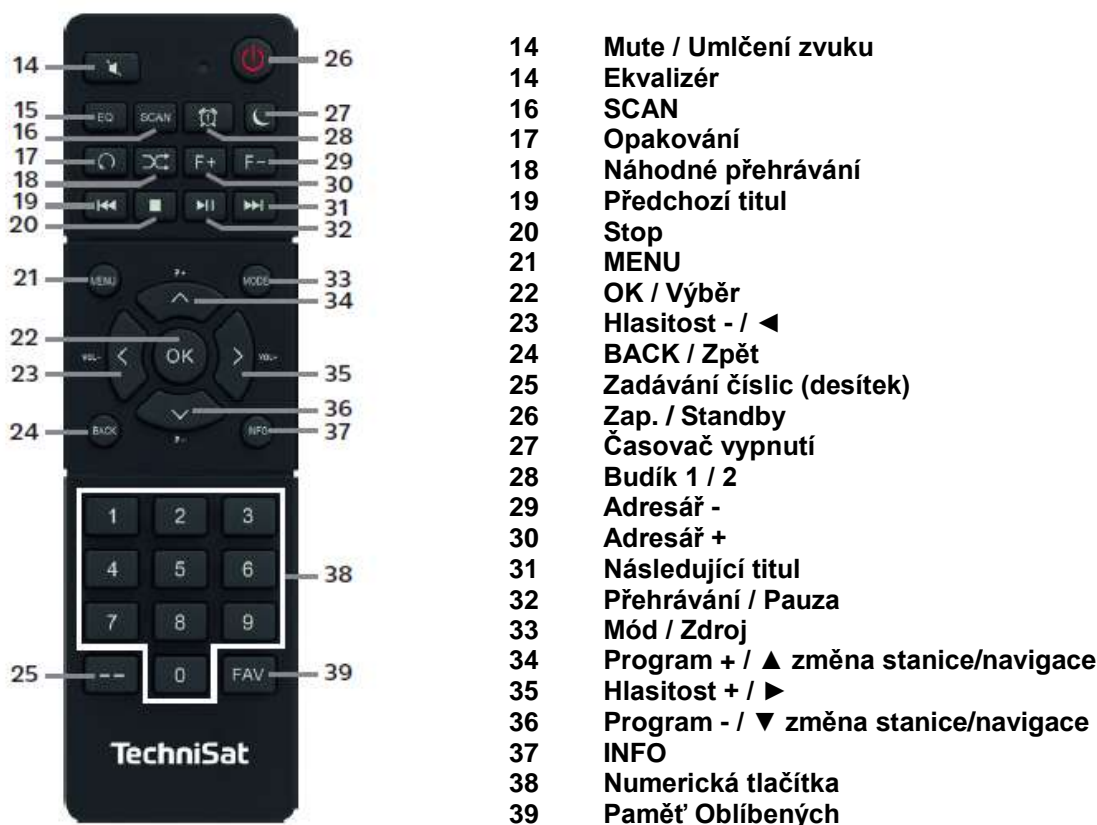 14 Mute / Umlčení zvuku
14 Ekvalizér
16 SCAN
17 Opakování
18 Náhodné přehrávání
19 Předchozí titul
20 Stop
21 MENU
22 OK / Výběr
23 Hlasitost - / ◄
24 BACK / Zpět
25 Zadávání číslic (desítek)
26 Zap. / Standby
27 Časovač vypnutí
28 Budík 1 / 2
29 Adresář -
30 Adresář +
31 Následující titul
32 Přehrávání / Pauza
33 Mód / Zdroj
34 Program + / ▲ změna stanice/navigace
35 Hlasitost + / ►
36 Program - / ▼ změna stanice/navigace
37 INFO
38 Numerická tlačítka
39 Paměť Oblíbených
14 26
15 EQ SCAN 27
16 28
17 F+ F- 29
18 30
19 31
20 32
21 MENU P+ MODE 33
34
22 VOL- OK
23 35
36
24 BACK P- INFO 37
1 2 3
4 5 6 38
7 8 9
25 -- 0 FAV 39
TechniSat